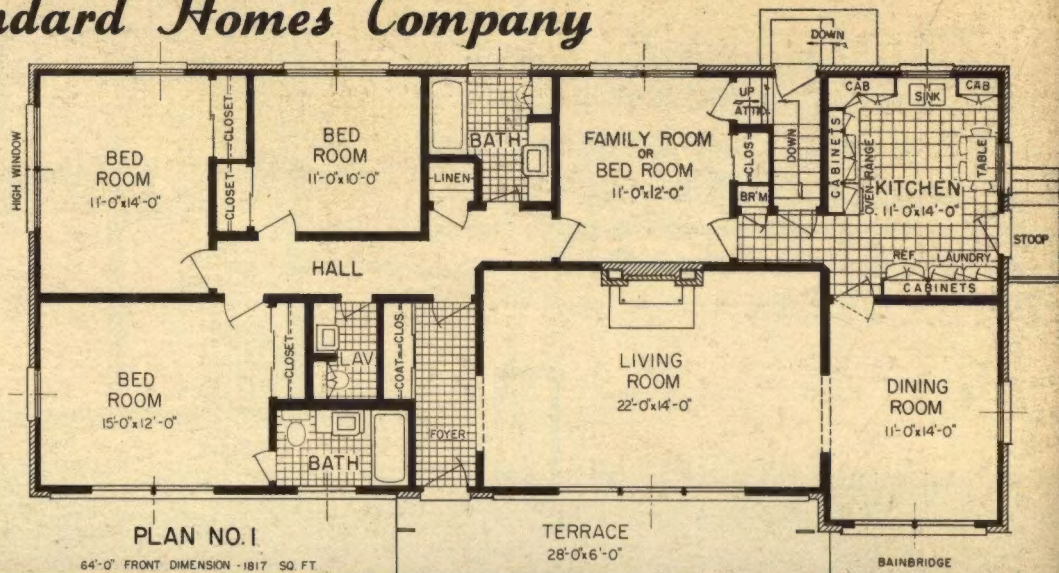 ndard Homes Company
DOWN
HIGH WINDOW
BED
ROOM
11'-0"x14'-0"
CLOSET
CLOSET
BED
ROOM
11'-0"x10'-0"
BATH
LINEN
FAMILY ROOM
OR
BED ROOM
11'-0"x12'-0"
UP
ATTIC
CLOS
BR'M
DOWN
CAB
SINK
CAB
CABINETS
OVEN-RANGE
TABLE
KITCHEN
11'-0"x14'-0"
STOOP
REF.
LAUNDRY
CABINETS
HALL
BED
ROOM
15'-0"x12'-0"
CLOSET
LAV.
COAT-CLOS.
BATH
FOYER
LIVING
ROOM
22'-0"x14'-0"
DINING
ROOM
11'-0"x14'-0"
PLAN NO. 1
64'-0" FRONT DIMENSION - 1817 SQ. FT.
TERRACE
28'-0"x6'-0"
BAINBRIDGE